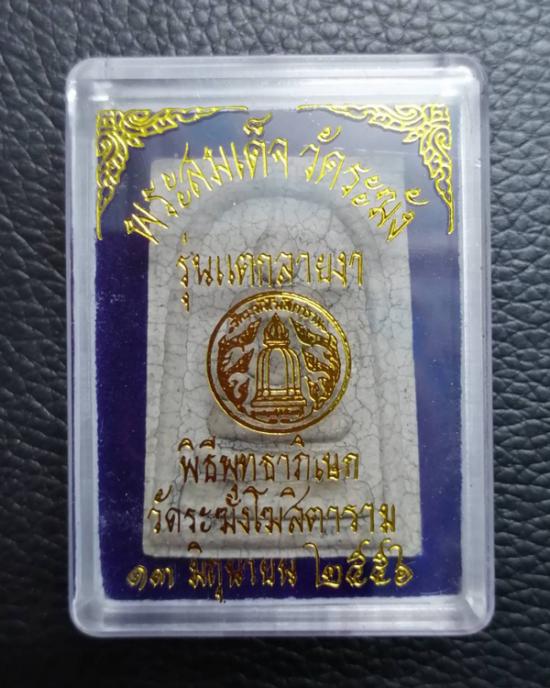 พระสมเด็จ วัดระฆัง
รุ่นแตกลายงา
พิธีพุทธาภิเษก
วัดระฆังโฆสิตาราม
๑๓ มิถุนายน ๒๕๕๖